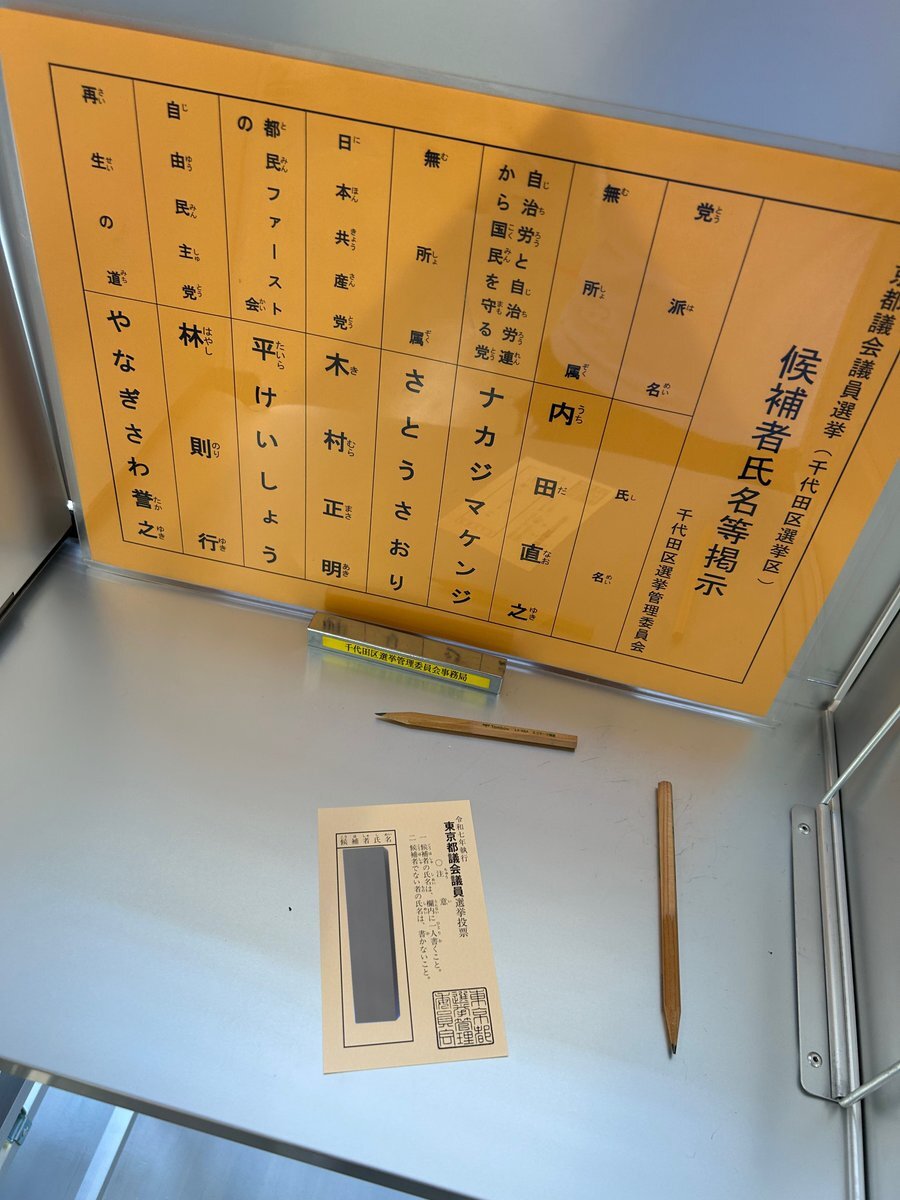 京都議会議員選挙（千代田区選挙区）
候補者氏名等掲示
千代田区選挙管理委員会
党派名
氏名
無所属
内田直之
自治労と自治労連
から国民を守る党
ナカジマケンジ
無所属
さとうさおり
日本共産党
木村正明
都民ファースト
の会
平けいしょう
自由民主党
林則行
再生の道
やなぎさわ誉之
千代田区選挙管理委員会事務局
令和七年執行
東京都議会議員選挙投票
○注意
一 候補者の氏名は、欄内に一人書くこと。
二 候補者でない者の氏名は、書かないこと。
候補者氏名
東京都
選挙管理
委員会